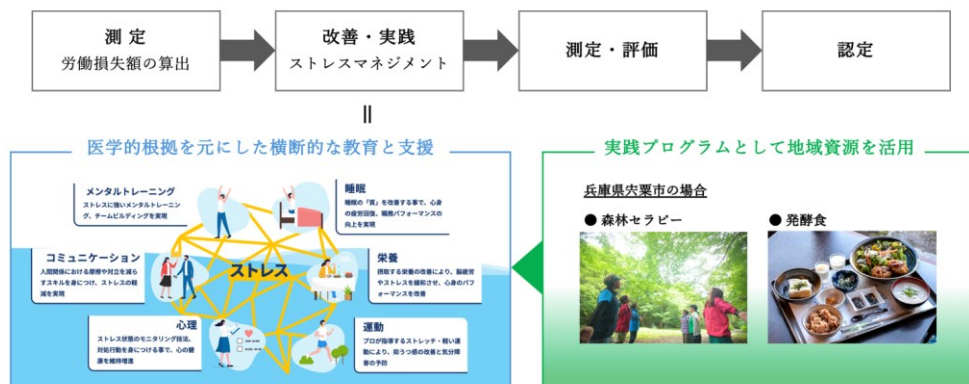 測 定
労働損失額の算出
改善・実践
ストレスマネジメント
測定・評価
認定
॥
医学的根拠を元にした横断的な教育と支援
メンタルトレーニング
ストレスに強いメンタルトレーニン
グ、チームビルディングを実現
睡眠
睡眠の「質」を改善する事で、心身
の疲労回復、職務パフォーマンスの
向上を実現
コミュニケーション
人間関係における摩擦や対立を減ら
すスキルを身につけ、ストレスの軽
減を実現
ストレス
栄養
摂取する栄養の改善により、脳疲労
やストレスを緩和させ、心身のパフ
ォーマンスを改善
心理
ストレス状態のモニタリング技法、
対処行動を身につける事で、心の健
康を維持増進
運動
プロが指導するストレッチ・軽い運
動により、抑うつ感の改善と気分障
害の予防
実践プログラムとして地域資源を活用
兵庫県宍粟市の場合
● 森林セラピー
● 発酵食